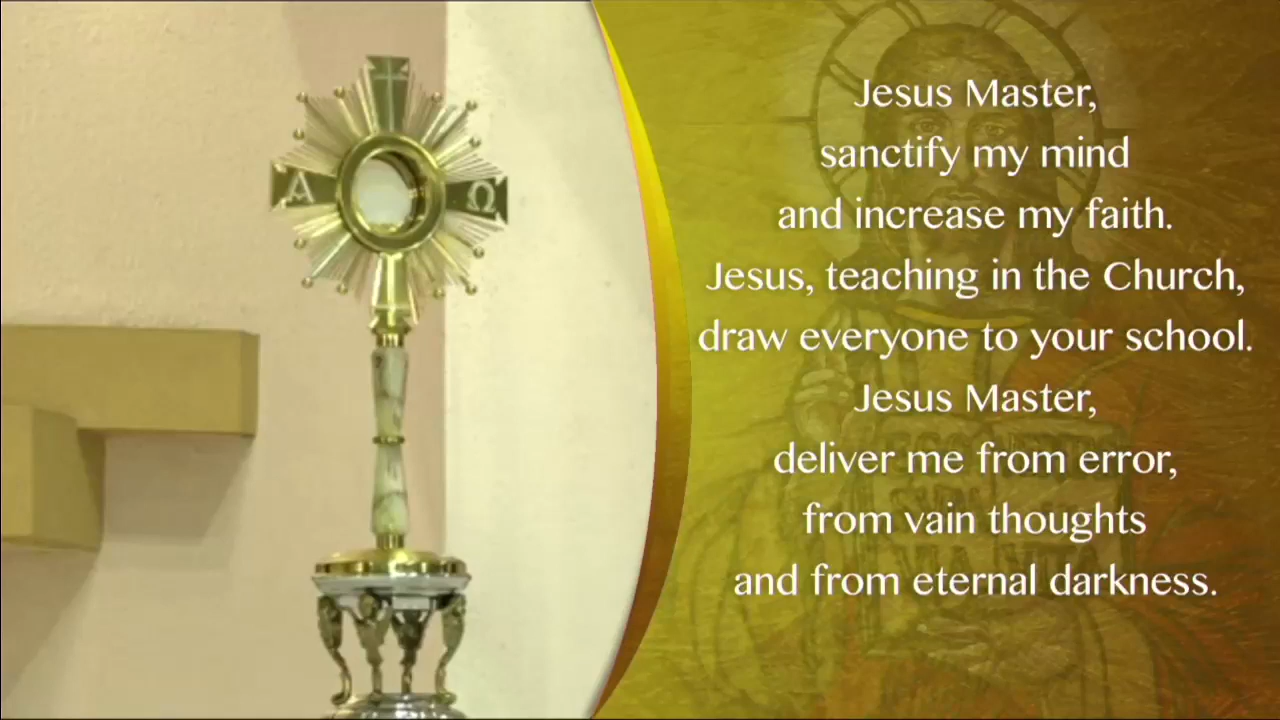 Α Ω
Jesus Master,
sanctify my mind
and increase my faith.
Jesus, teaching in the Church,
draw everyone to your school.
Jesus Master,
deliver me from error,
from vain thoughts
and from eternal darkness.